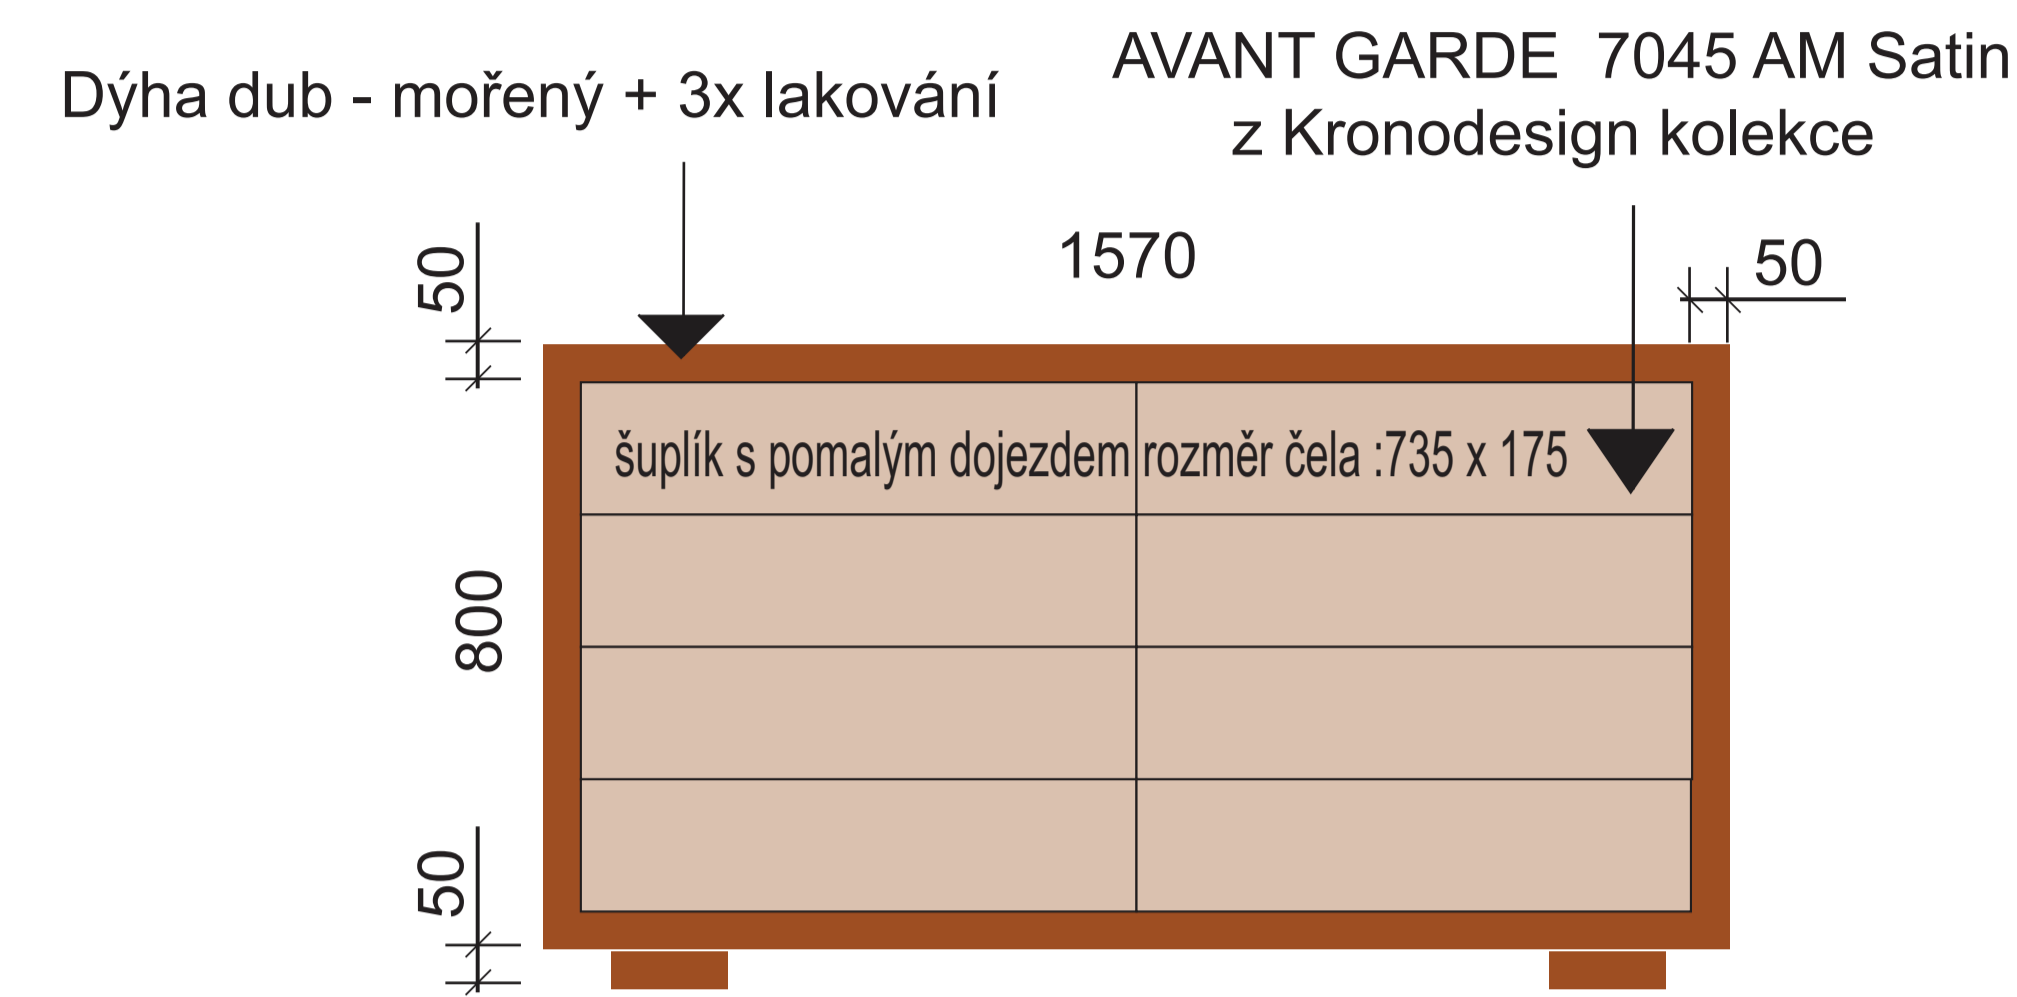 AVANT GARDE 7045 AM Satin
z Kronodesign kolekce
Dýha dub - mořený + 3x lakování
1570
50
50
šuplík s pomalým dojezdem rozměr čela :735 x 175
800
50